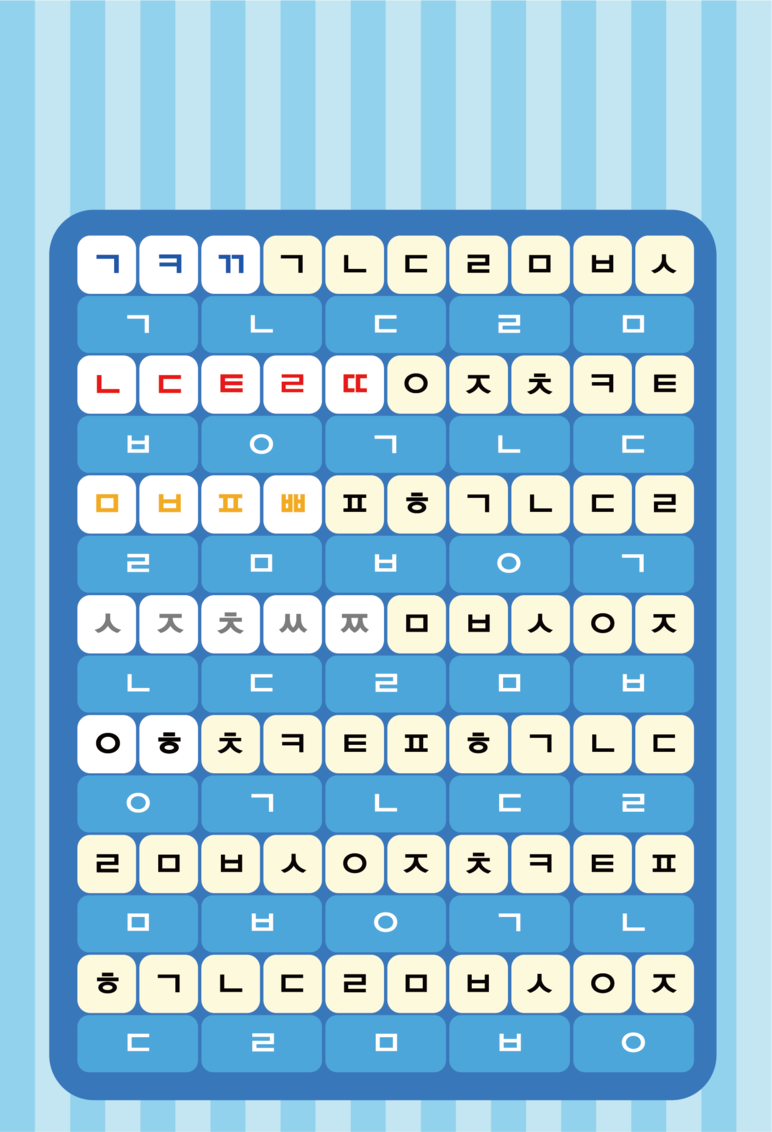 ㄱ ㅋ ㄲ ㄱ ㄴ ㄷ ㄹ ㅁ ㅂ ㅅ
ㄱ ㄴ ㄷ ㄹ ㅁ
ㄴ ㄷ ㅌ ㄹ ㄸ ㅇ ㅈ ㅊ ㅋ ㅌ
ㅂ ㅇ ㄱ ㄴ ㄷ
ㅁ ㅂ ㅍ ㅃ ㅍ ㅎ ㄱ ㄴ ㄷ ㄹ
ㄹ ㅁ ㅂ ㅇ ㄱ
ㅅ ㅈ ㅊ ㅆ ㅉ ㅁ ㅂ ㅅ ㅇ ㅈ
ㄴ ㄷ ㄹ ㅁ ㅂ
ㅇ ㅎ ㅊ ㅋ ㅌ ㅍ ㅎ ㄱ ㄴ ㄷ
ㅇ ㄱ ㄴ ㄷ ㄹ
ㄹ ㅁ ㅂ ㅅ ㅇ ㅈ ㅊ ㅋ ㅌ ㅍ
ㅁ ㅂ ㅇ ㄱ ㄴ
ㅎ ㄱ ㄴ ㄷ ㄹ ㅁ ㅂ ㅅ ㅇ ㅈ
ㄷ ㄹ ㅁ ㅂ ㅇ